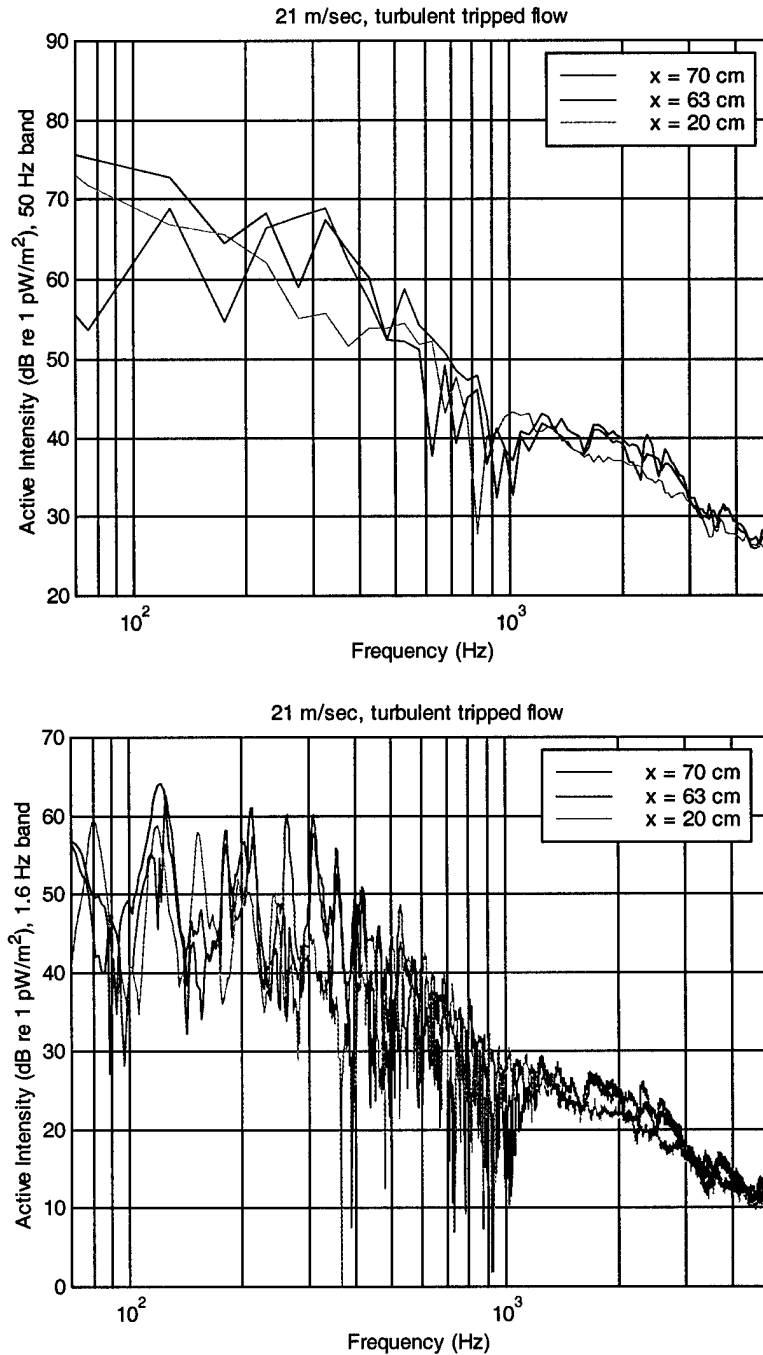 21 m/sec, turbulent tripped flow
90
80
70
60
50
40
30
20
Active Intensity (dB re 1 pW/m²), 50 Hz band
x = 70 cm
x = 63 cm
x = 20 cm
10²
10³
Frequency (Hz)
21 m/sec, turbulent tripped flow
70
60
50
40
30
20
10
0
Active Intensity (dB re 1 pW/m²), 1.6 Hz band
x = 70 cm
x = 63 cm
x = 20 cm
10²
10³
Frequency (Hz)